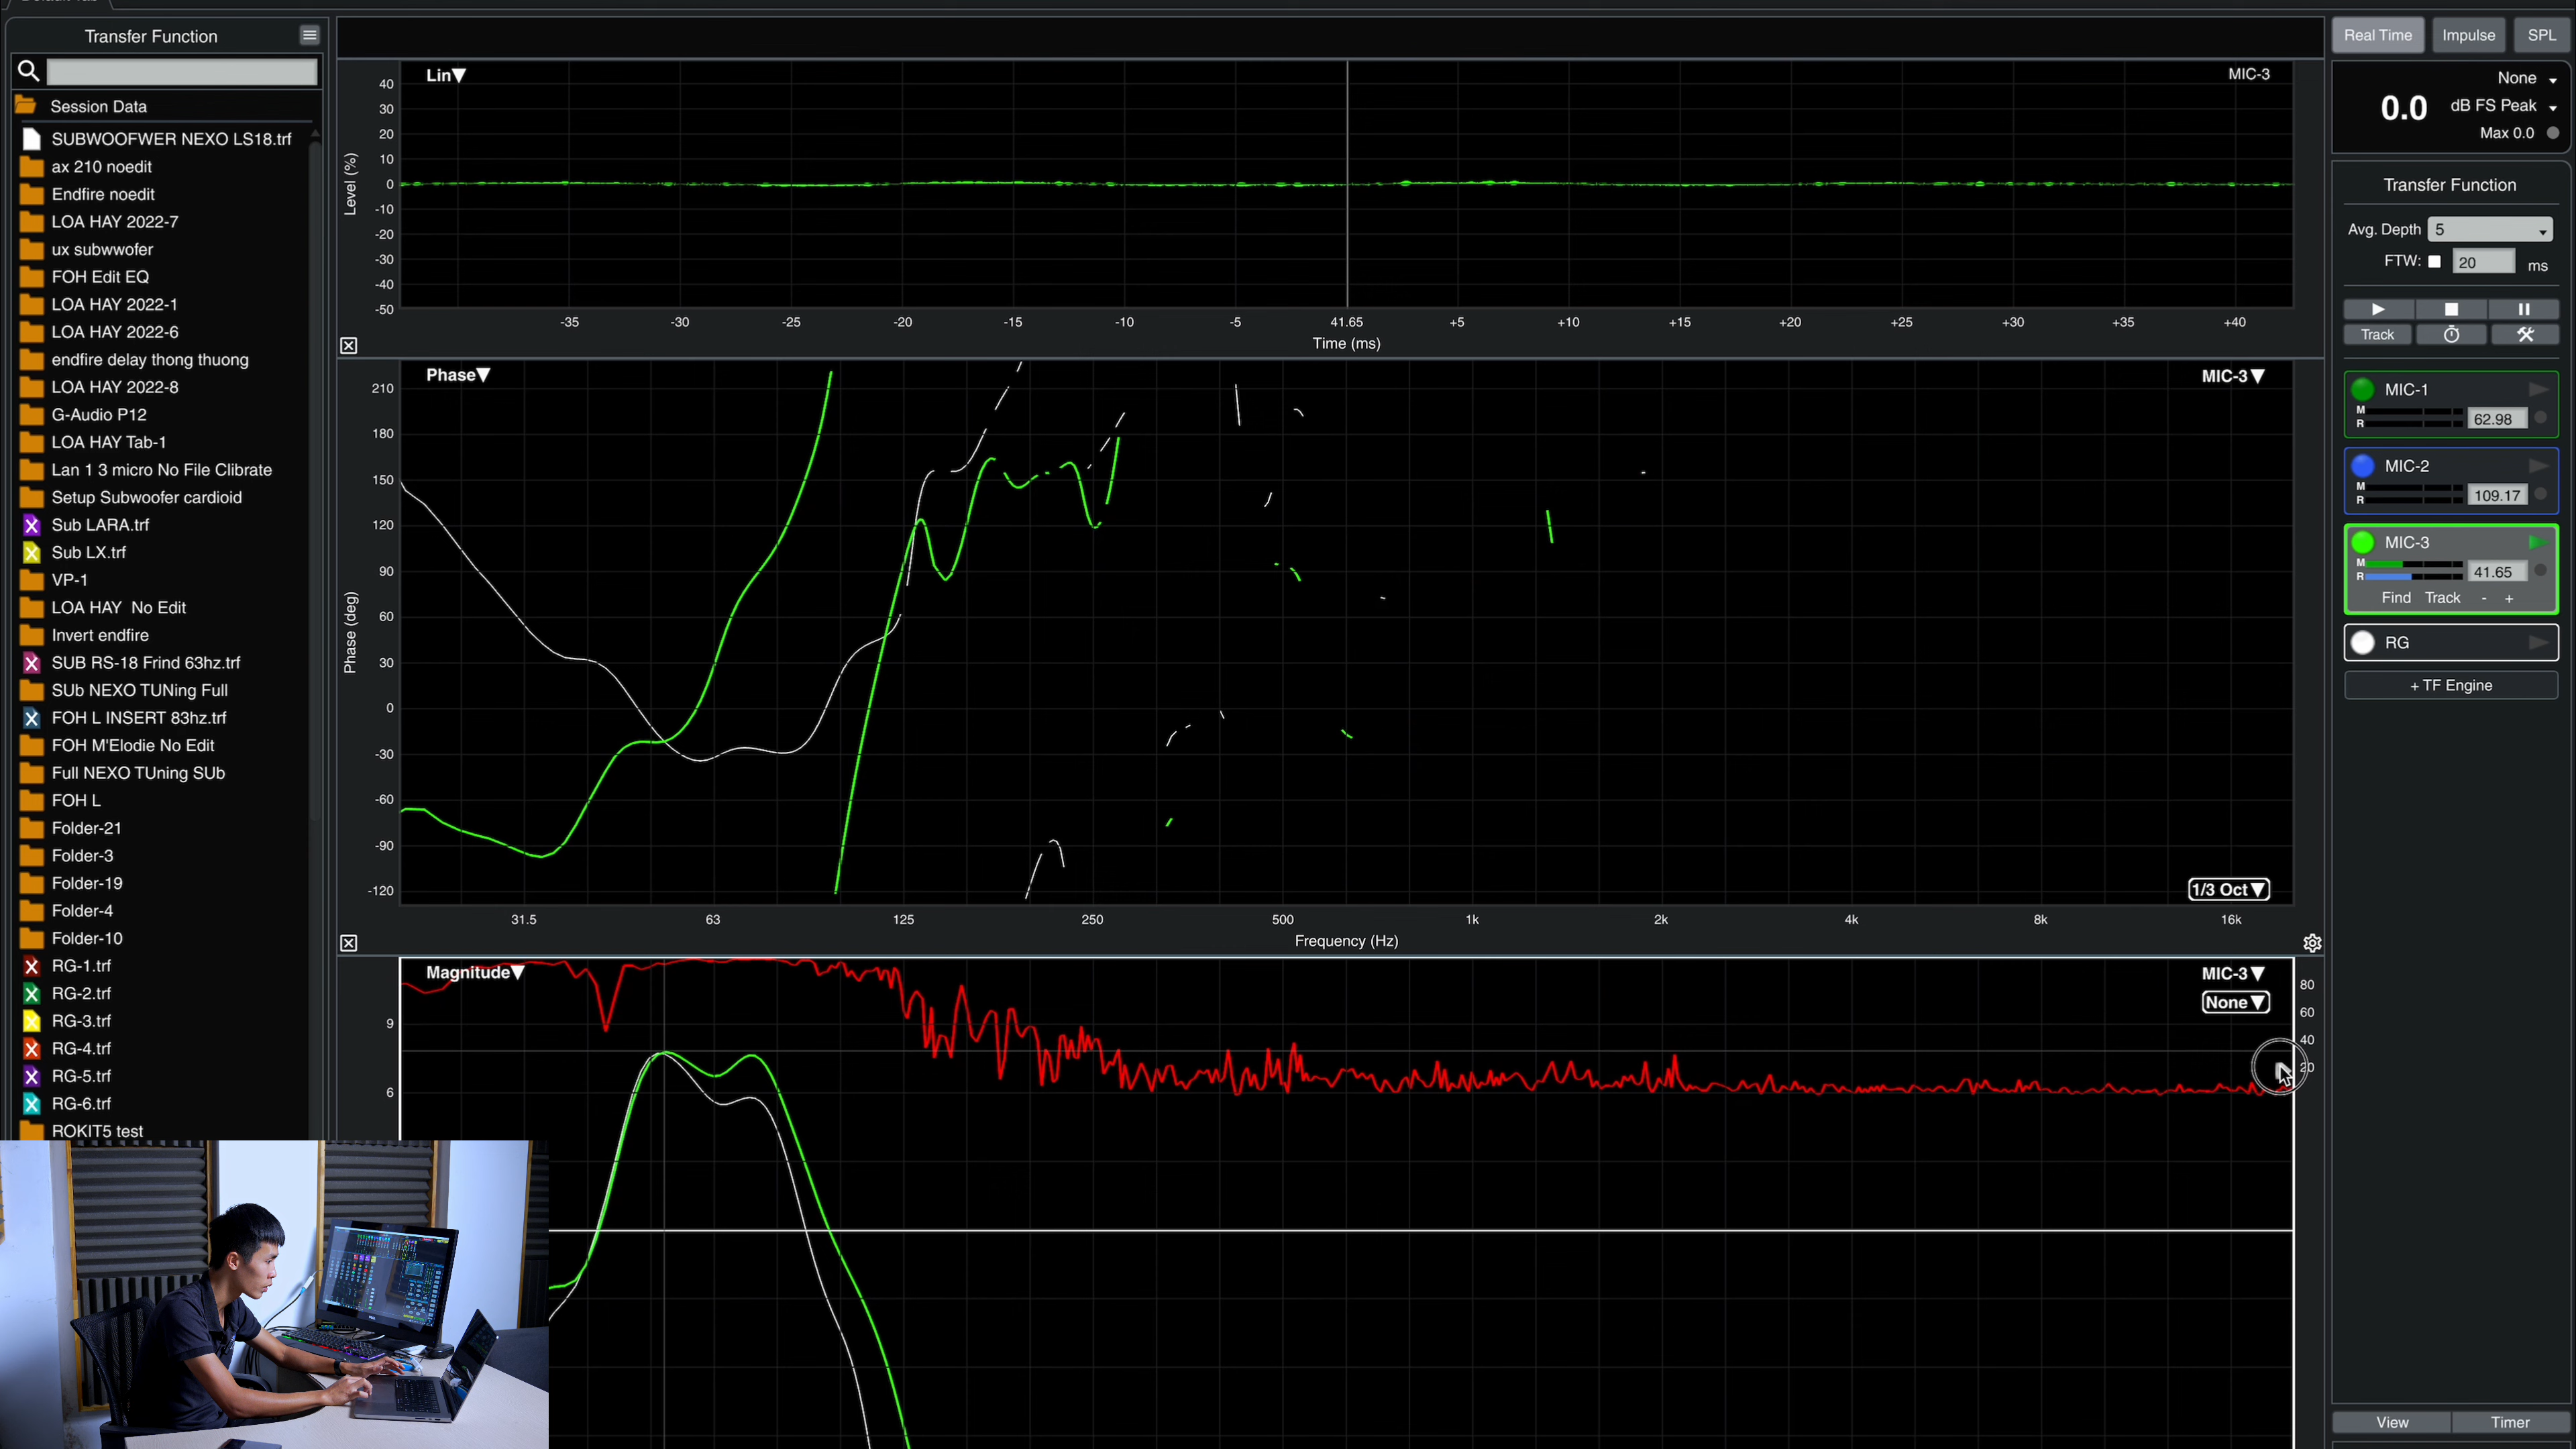 Transfer Function
Session Data
SUBWOOFWER NEXO LS18.trf
ax 210 noedit
Endfire noedit
LOA HAY 2022-7
ux subwwofer
FOH Edit EQ
LOA HAY 2022-1
LOA HAY 2022-6
endfire delay thong thuong
LOA HAY 2022-8
G-Audio P12
LOA HAY Tab-1
Lan 1 3 micro No File Clibrate
Setup Subwoofer cardioid
Sub LARA.trf
Sub LX.trf
VP-1
LOA HAY  No Edit
Invert endfire
SUB RS-18 Frind 63hz.trf
SUb NEXO TUNing Full
FOH L INSERT 83hz.trf
FOH M'Elodie No Edit
Full NEXO TUning SUb
FOH L
Folder-21
Folder-3
Folder-19
Folder-4
Folder-10
RG-1.trf
RG-2.trf
RG-3.trf
RG-4.trf
RG-5.trf
RG-6.trf
ROKIT5 test
Lin▼
MIC-3
40
30
20
10
0
-10
-20
-30
-40
-50
Level (%)
-35 -30 -25 -20 -15 -10 -5 41.65 +5 +10 +15 +20 +25 +30 +35 +40
Time (ms)
Phase▼
MIC-3▼
210
180
150
120
90
60
30
0
-30
-60
-90
-120
Phase (deg)
1/3 Oct▼
31.5 63 125 250 500 1k 2k 4k 8k 16k
Frequency (Hz)
Magnitude▼
MIC-3▼
None▼
9
6
80
60
40
20
Real Time Impulse SPL
None
0.0 dB FS Peak
Max 0.0
Transfer Function
Avg. Depth 5
FTW: 20 ms
Track
MIC-1
M
R 62.98
MIC-2
M
R 109.17
MIC-3
M
R 41.65
Find Track - +
RG
+ TF Engine
View Timer